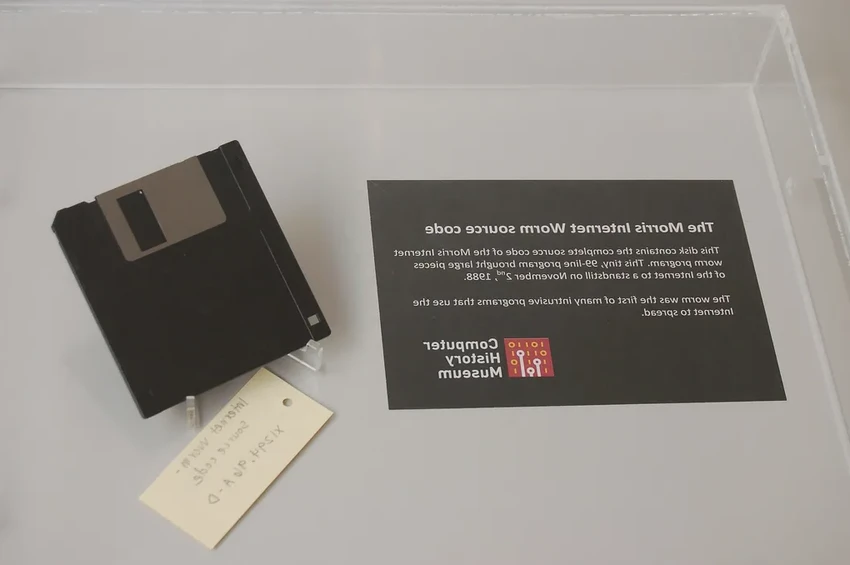 The Morris Internet Worm source code
This disk contains the complete source code of the Morris Internet
worm program. This tiny, 99-line program brought large pieces
of the Internet to a standstill on November 2nd, 1988.
The worm was the first of many intrusive programs that use the
Internet to spread.
Computer
History
Museum
Internet Worm
Source code
A-D